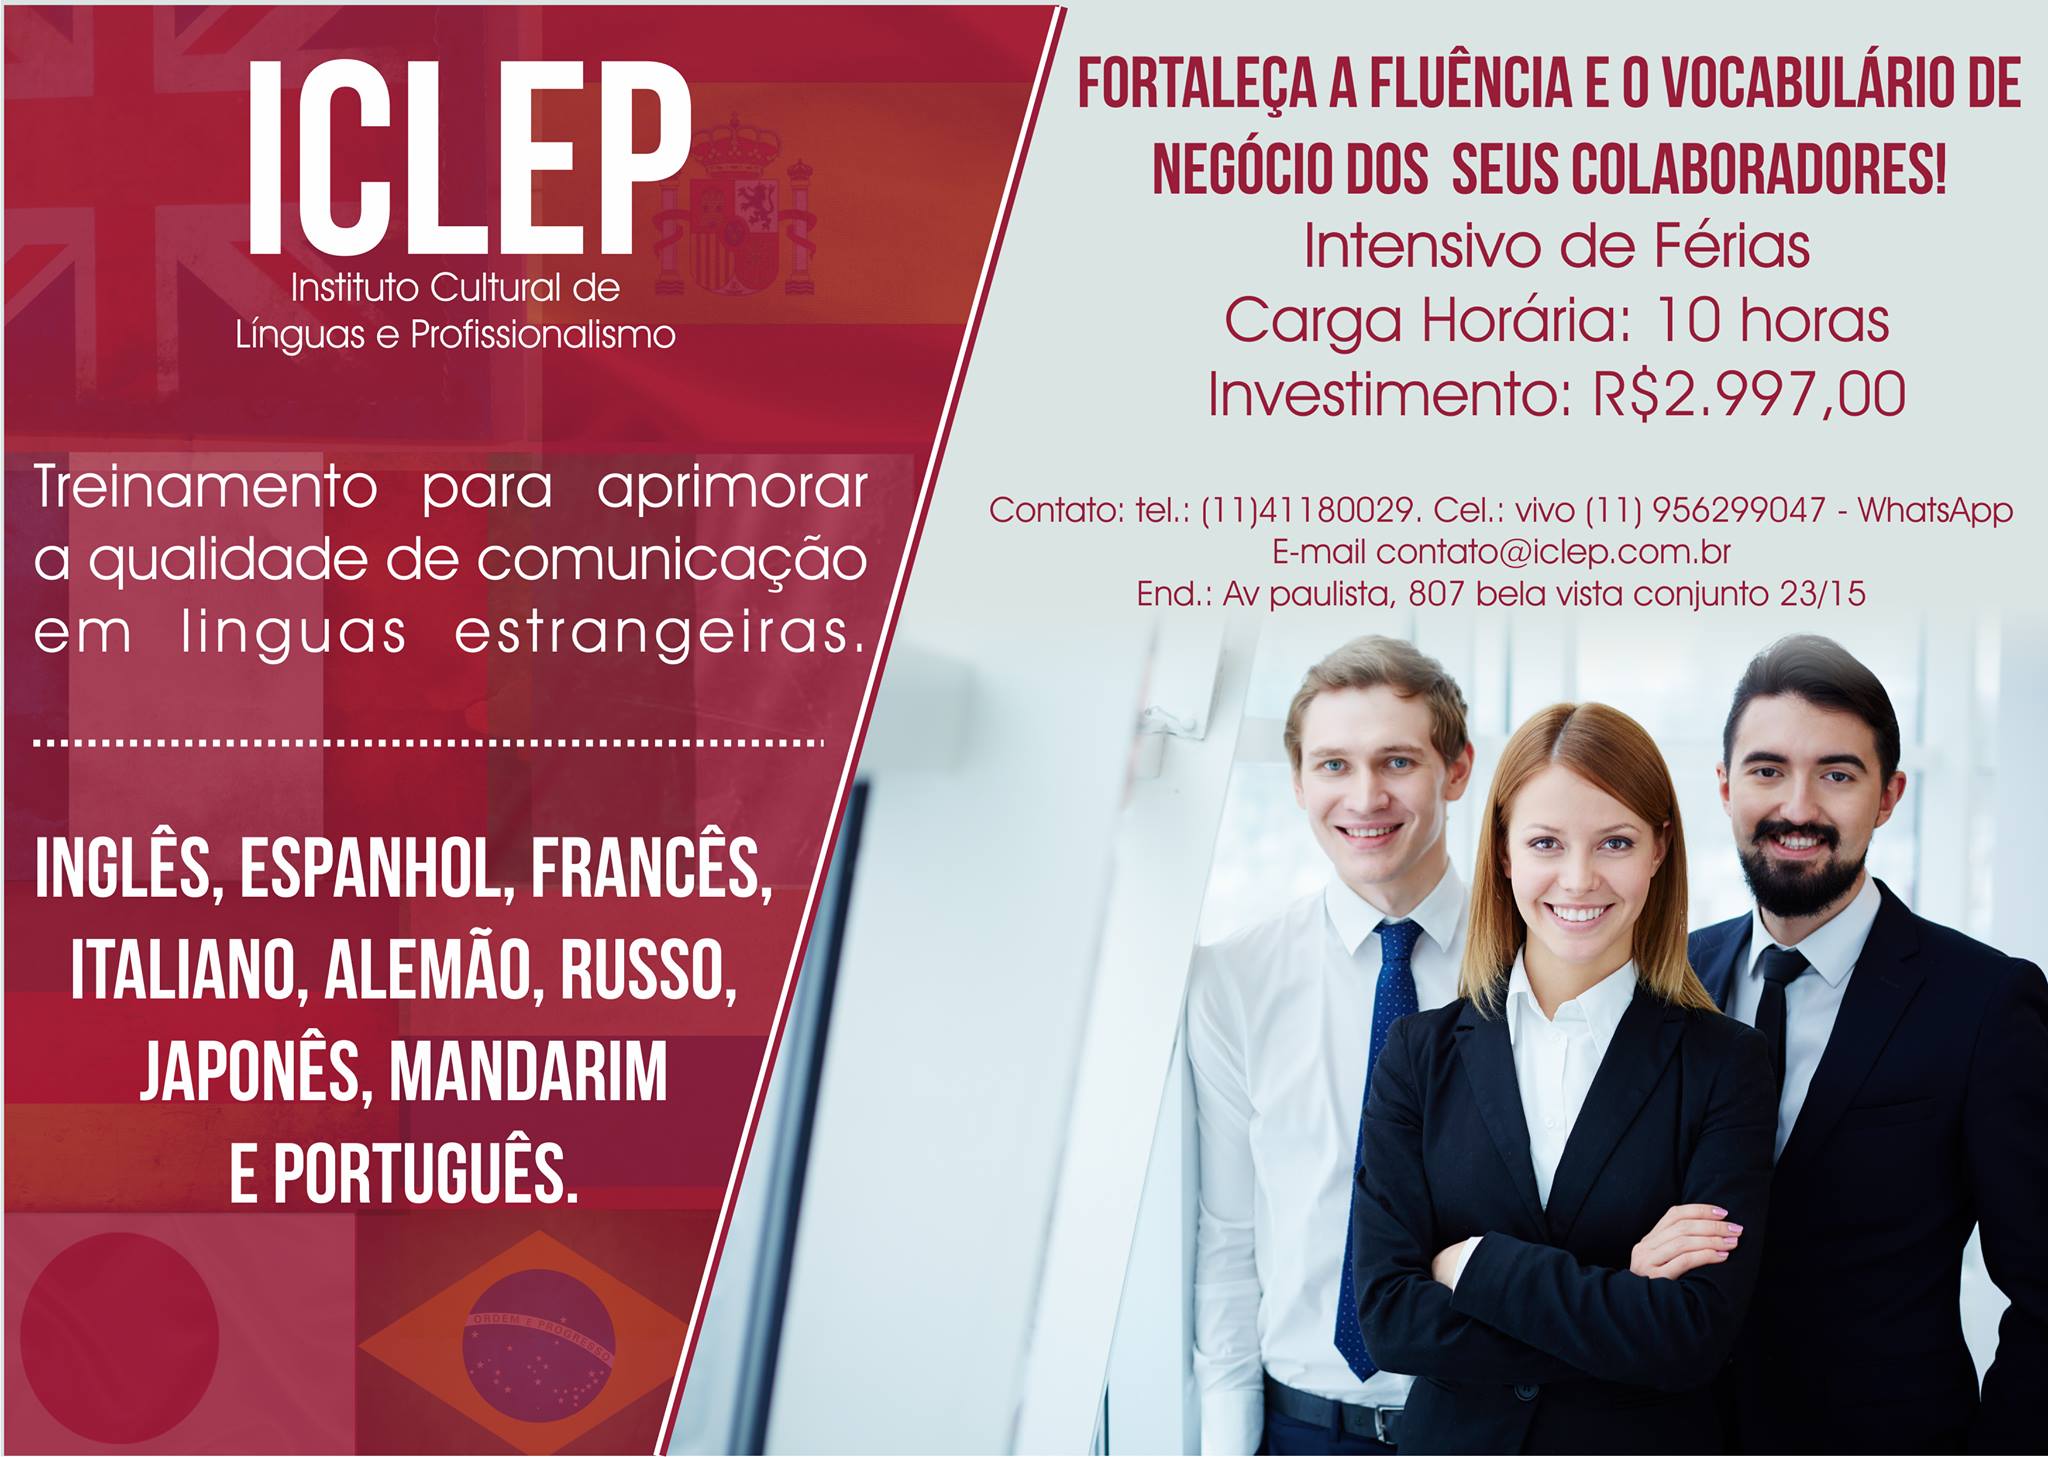 ICLEP
Instituto Cultural de
Línguas e Profissionalismo
Treinamento para aprimorar
a qualidade de comunicação
em linguas estrangeiras.
INGLÊS, ESPANHOL, FRANCÊS,
ITALIANO, ALEMÃO, RUSSO,
JAPONÊS, MANDARIM
E PORTUGUÊS.
ORDEM E PROGRESSO
FORTALEÇA A FLUÊNCIA E O VOCABULÁRIO DE
NEGÓCIO DOS SEUS COLABORADORES!
Intensivo de Férias
Carga Horária: 10 horas
Investimento: R$2.997,00
Contato: tel.: (11)41180029. Cel.: vivo (11) 956299047 - WhatsApp
E-mail contato@iclep.com.br
End.: Av paulista, 807 bela vista conjunto 23/15